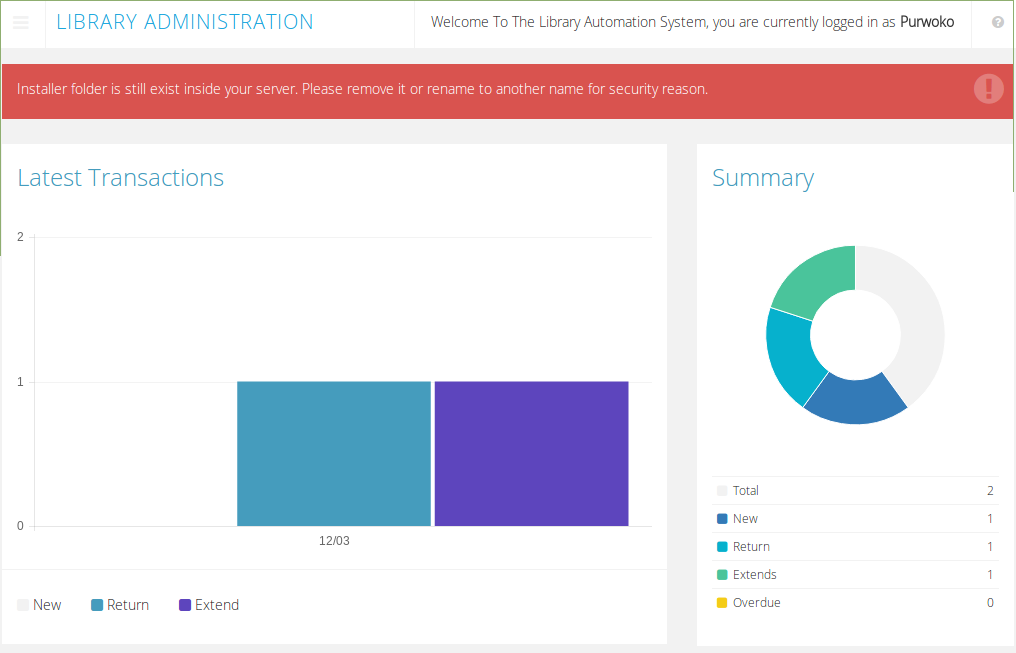 LIBRARY ADMINISTRATION
Welcome To The Library Automation System, you are currently logged in as Purwoko
?
Installer folder is still exist inside your server. Please remove it or rename to another name for security reason.
!
Latest Transactions
2
1
0
12/03
New Return Extend
Summary
Total 2
New 1
Return 1
Extends 1
Overdue 0